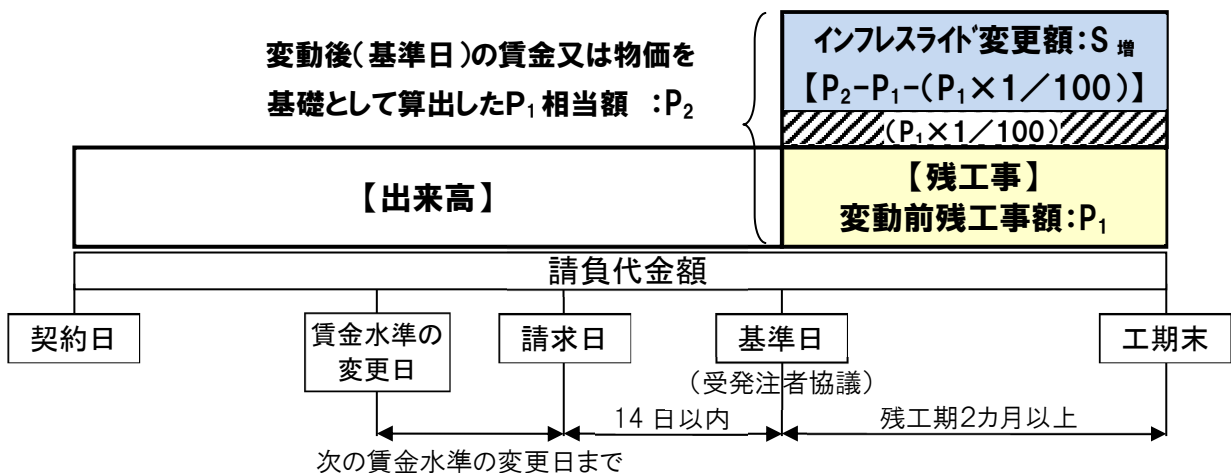 変動後(基準日)の賃金又は物価を
基礎として算出したP₁相当額 :P₂
インフレスライド変更額:S増
【P₂-P₁-(P₁×1/100)】
(P₁×1/100)
【出来高】
【残工事】
変動前残工事額:P₁
請負代金額
契約日
賃金水準の
変更日
請求日
基準日
(受発注者協議)
工期末
14日以内
残工期2カ月以上
次の賃金水準の変更日まで